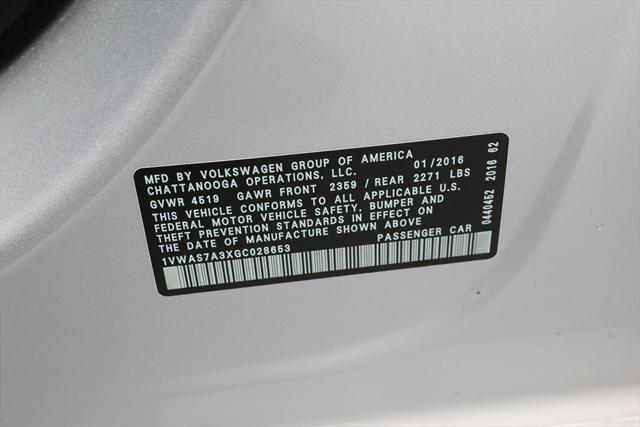 MFD BY VOLKSWAGEN GROUP OF AMERICA 01/2016
CHATTANOOGA OPERATIONS, LLC.
GVWR 4519 GAWR FRONT 2359 / REAR 2271 LBS
THIS VEHICLE CONFORMS TO ALL APPLICABLE U.S.
FEDERAL MOTOR VEHICLE SAFETY, BUMPER AND
THEFT PREVENTION STANDARDS IN EFFECT ON
THE DATE OF MANUFACTURE SHOWN ABOVE
1VWAS7A3XGC028653 PASSENGER CAR
0440452 2016 62